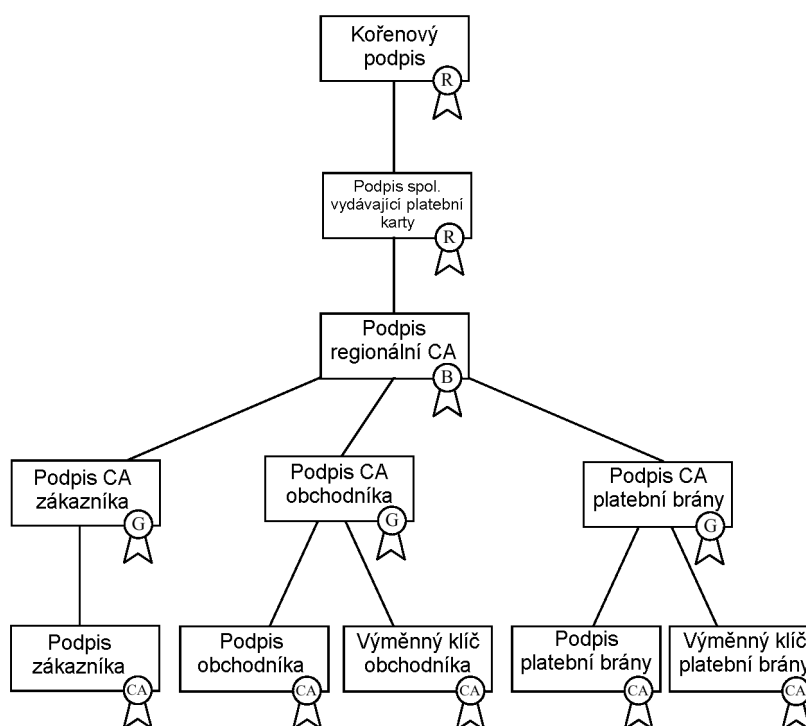 Kořenový
podpis
R
Podpis spol.
vydávající platební
karty
R
Podpis
regionální CA
B
Podpis CA
zákazníka
G
Podpis CA
obchodníka
G
Podpis CA
platební brány
G
Podpis
zákazníka
CA
Podpis
obchodníka
CA
Výměnný klíč
obchodníka
CA
Podpis
platební brány
CA
Výměnný klíč
platební brány
CA